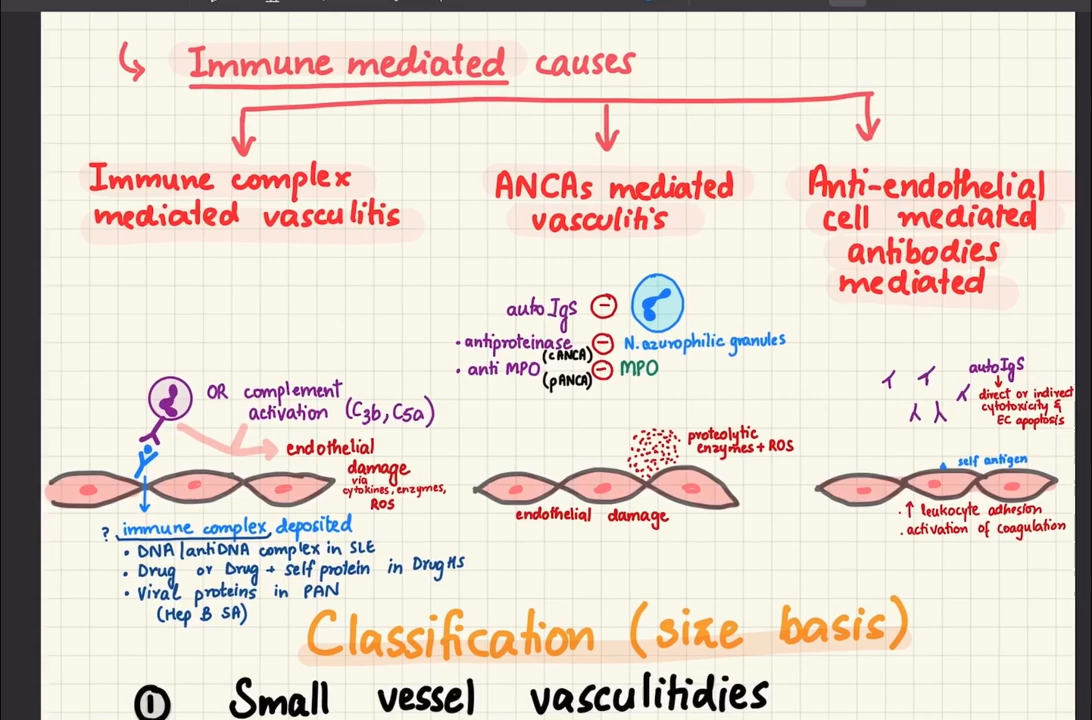 ↳ Immune mediated causes
Immune complex
mediated vasculitis
ANCAs mediated
vasculitis
Anti-endothelial
cell mediated
antibodies
mediated
OR complement
activation (C3b, C5a)
endothelial
damage
via
cytokines, enzymes,
ROS
? immune complex deposited
• DNA/antiDNA complex in SLE
• Drug or Drug + self protein in Drug HS
• Viral proteins in PAN
(Hep B SA)
auto Igs ⊖
• antiproteinase ⊖ N. azurophilic granules
(cANCA)
• anti MPO ⊖ MPO
(pANCA)
proteolytic
enzymes + ROS
endothelial damage
auto IgS
↓ direct or indirect
cytotoxicity &
EC apoptosis
self antigen
• ↑ leukocyte adhesion
• activation of coagulation
Classification (size basis)
① Small vessel vasculitidies